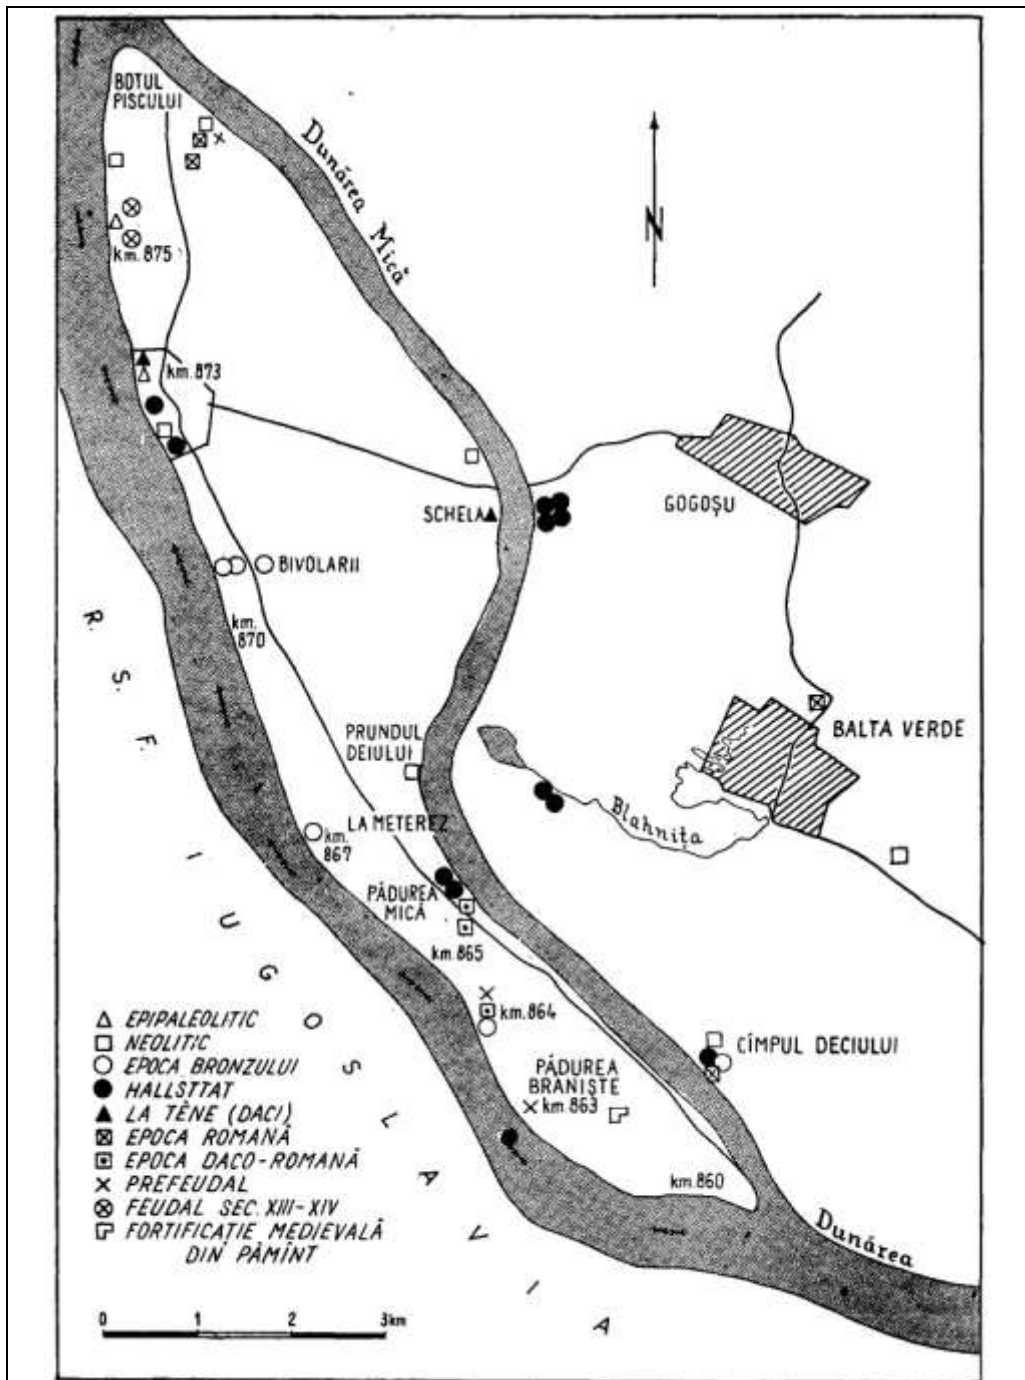 BOTUL
PISCULUI
Dunărea Mică
N
km. 875
km. 873
SCHELA
GOGOȘU
BIVOLARII
km.
870
R. S. F. IUGOSLAVIA
PRUNDUL
DEIULUI
BALTA VERDE
LA METEREZ
Blahnița
km.
867
PĂDUREA
MICĂ
km.865
km.864
CÎMPUL DECIULUI
PĂDUREA
BRANIȘTE
km 863
km.860
Dunărea
EPIPALEOLITIC
NEOLITIC
EPOCA BRONZULUI
HALLSTTAT
LA TÈNE (DACI)
EPOCA ROMANĂ
EPOCA DACO-ROMANĂ
PREFEUDAL
FEUDAL SEC. XIII-XIV
FORTIFICAȚIE MEDIEVALĂ
DIN PĂMÎNT
0 1 2 3km